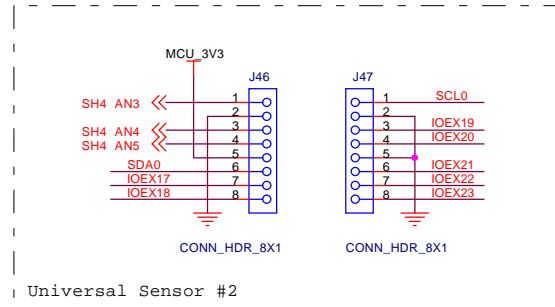 MCU_3V3
J46
J47
SH4 AN3
1
1
SCL0
2
2
SH4 AN4
3
3
IOEX19
SH4 AN5
4
4
IOEX20
5
5
SDA0
6
6
IOEX21
IOEX17
7
7
IOEX22
IOEX18
8
8
IOEX23
CONN_HDR_8X1
CONN_HDR_8X1
Universal Sensor #2